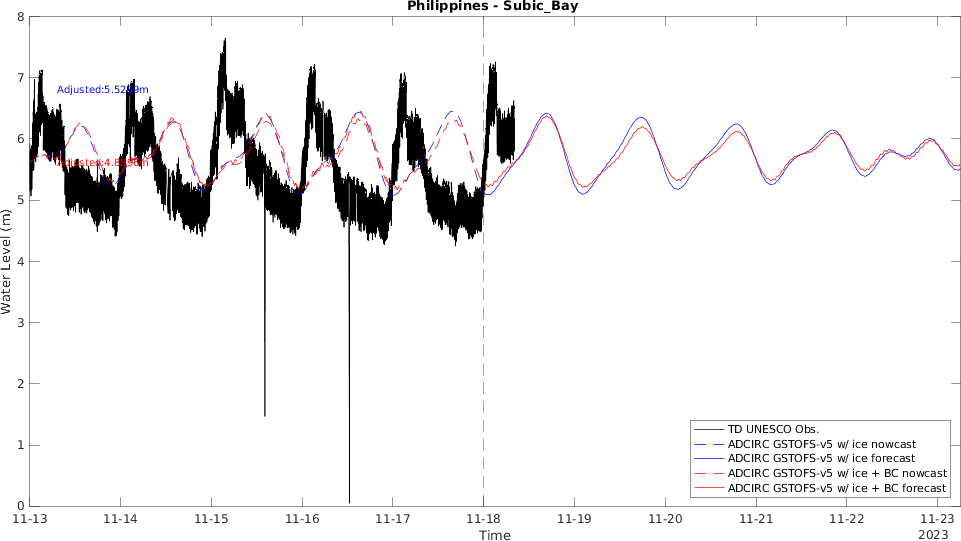 Philippines - Subic_Bay
Water Level (m)
8
7
6
5
4
3
2
1
0
TD UNESCO Obs.
ADCIRC GSTOFS-v5 w/ ice nowcast
ADCIRC GSTOFS-v5 w/ ice forecast
ADCIRC GSTOFS-v5 w/ ice + BC nowcast
ADCIRC GSTOFS-v5 w/ ice + BC forecast
11-13 11-14 11-15 11-16 11-17 11-18 11-19 11-20 11-21 11-22 11-23
Time
2023